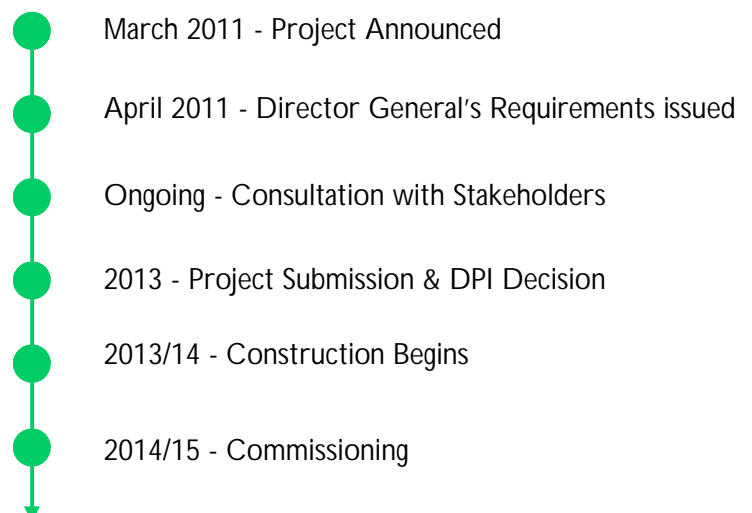 March 2011 - Project Announced
April 2011 - Director General's Requirements issued
Ongoing - Consultation with Stakeholders
2013 - Project Submission & DPI Decision
2013/14 - Construction Begins
2014/15 - Commissioning